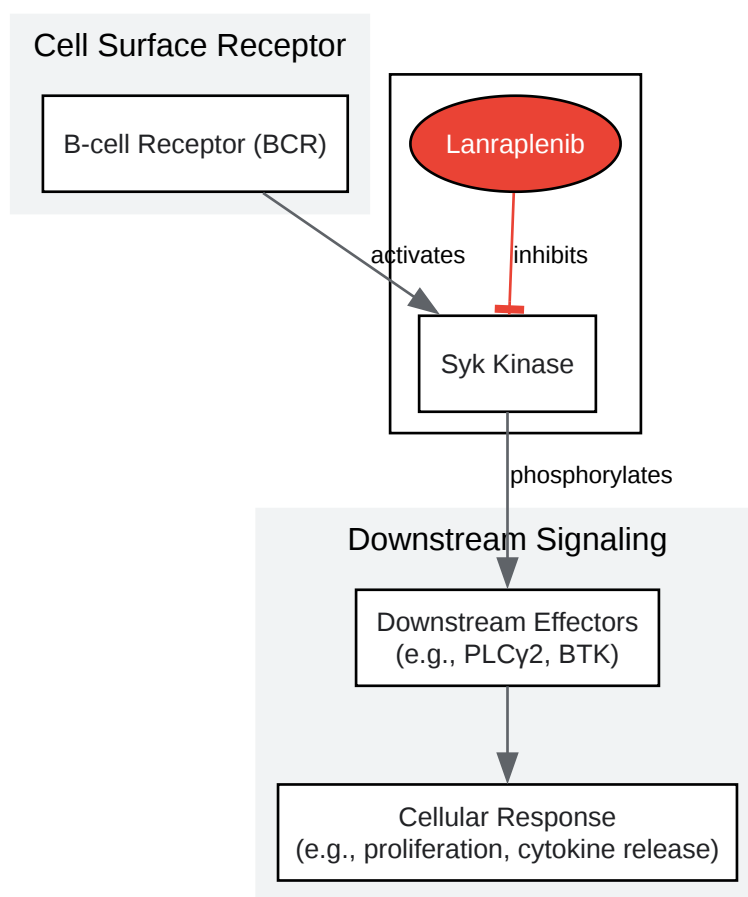 Cell Surface Receptor
B-cell Receptor (BCR)
Lanraplenib
activates
inhibits
Syk Kinase
phosphorylates
Downstream Signaling
Downstream Effectors
(e.g., PLCγ2, BTK)
Cellular Response
(e.g., proliferation, cytokine release)